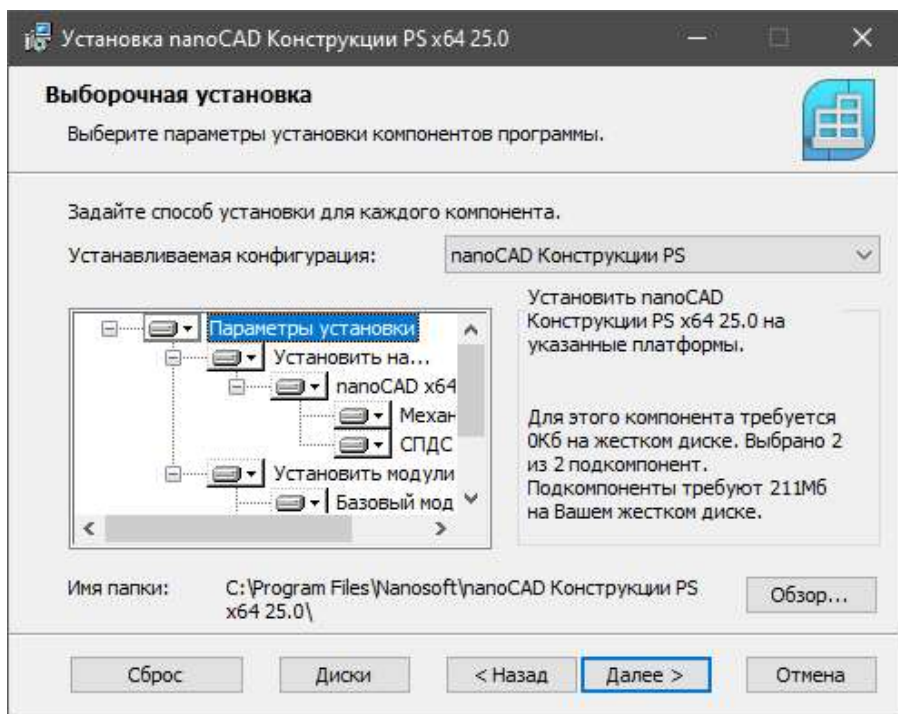 Установка nanoCAD Конструкции PS x64 25.0
Выборочная установка
Выберите параметры установки компонентов программы.
Задайте способ установки для каждого компонента.
Устанавливаемая конфигурация:
nanoCAD Конструкции PS
Параметры установки
Установить на...
nanoCAD x64
Механ
СПДС
Установить модули
Базовый мод
Установить nanoCAD
Конструкции PS x64 25.0 на
указанные платформы.
Для этого компонента требуется
0Кб на жестком диске. Выбрано 2
из 2 подкомпонент.
Подкомпоненты требуют 211Мб
на Вашем жестком диске.
Имя папки:
C:\Program Files\Nanosoft\nanoCAD Конструкции PS
x64 25.0\
Обзор...
Сброс
Диски
< Назад
Далее >
Отмена